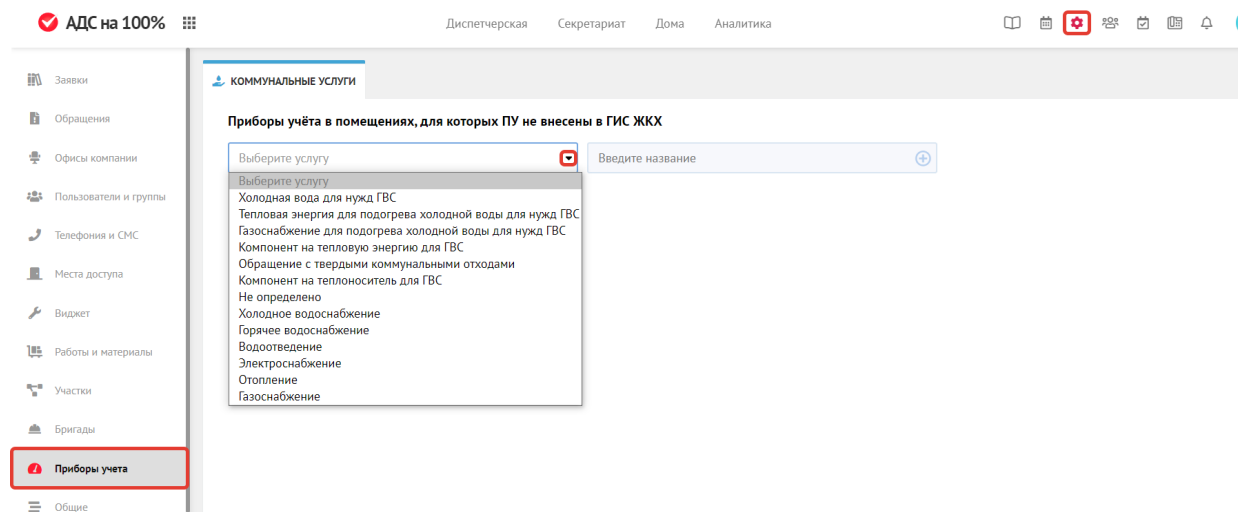 АДС на 100%
Диспетчерская
Секретариат
Дома
Аналитика
Заявки
Обращения
Офисы компании
Пользователи и группы
Телефония и СМС
Места доступа
Виджет
Работы и материалы
Участки
Бригады
Приборы учета
Общие
КОММУНАЛЬНЫЕ УСЛУГИ
Приборы учёта в помещениях, для которых ПУ не внесены в ГИС ЖКХ
Выберите услугу
Введите название
Выберите услугу
Холодная вода для нужд ГВС
Тепловая энергия для подогрева холодной воды для нужд ГВС
Газоснабжение для подогрева холодной воды для нужд ГВС
Компонент на тепловую энергию для ГВС
Обращение с твердыми коммунальными отходами
Компонент на теплоноситель для ГВС
Не определено
Холодное водоснабжение
Горячее водоснабжение
Водоотведение
Электроснабжение
Отопление
Газоснабжение